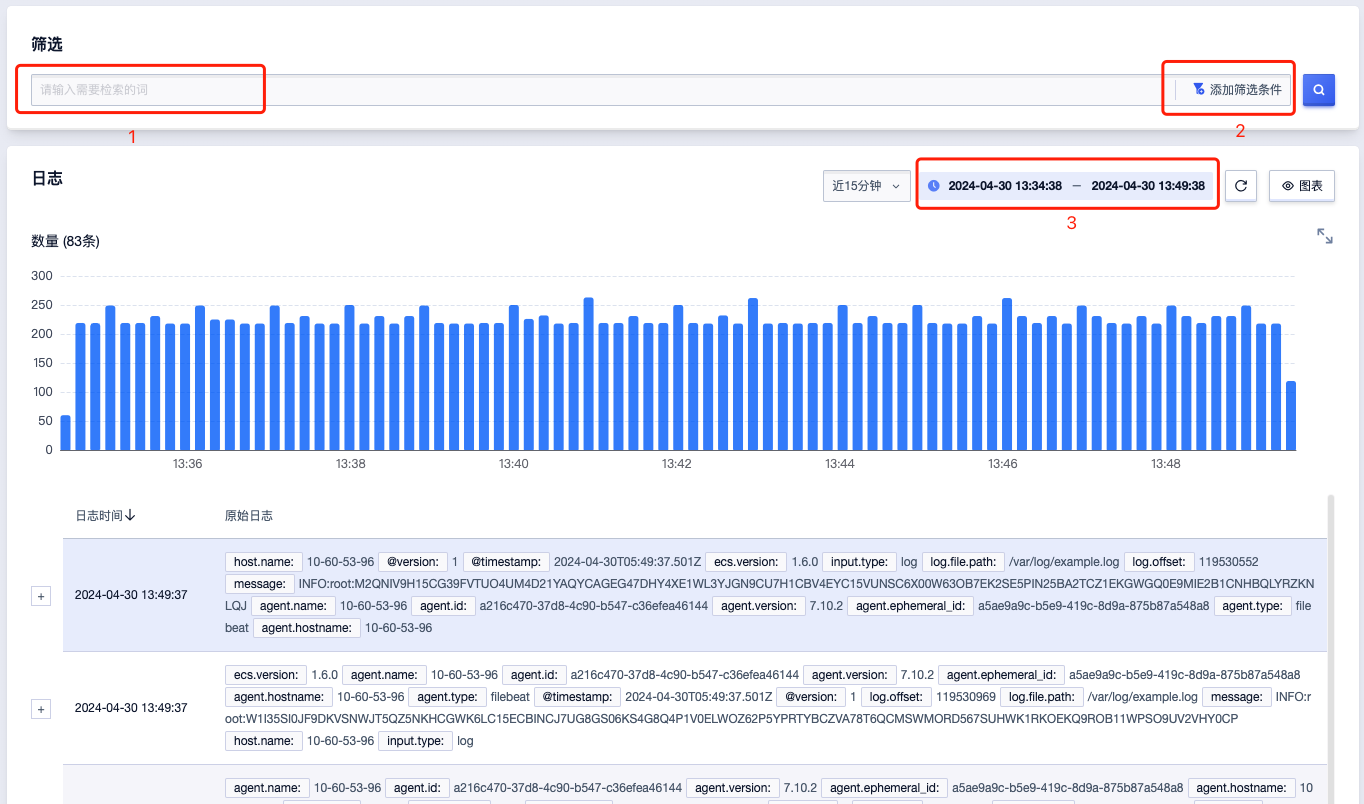 筛选
请输入需要检索的词
添加筛选条件
1
2
日志
近15分钟
2024-04-30 13:34:38 — 2024-04-30 13:49:38
图表
3
数量 (83条)
300
250
200
150
100
50
0
13:36 13:38 13:40 13:42 13:44 13:46 13:48
日志时间 原始日志
host.name: 10-60-53-96 @version: 1 @timestamp: 2024-04-30T05:49:37.501Z ecs.version: 1.6.0 input.type: log log.file.path: /var/log/example.log log.offset: 119530552
message: INFO:root:M2QNIV9H15CG39FVTUO4UM4D21YAQYCAGEG47DHY4XE1WL3YJGN9CU7H1CBV4EYC15VUNSC6X00W63OB7EK2SE5PIN25BA2TCZ1EKGWGQ0E9MIE2B1CNHBQLYRZKN
2024-04-30 13:49:37
LQJ agent.name: 10-60-53-96 agent.id: a216c470-37d8-4c90-b547-c36efea46144 agent.version: 7.10.2 agent.ephemeral_id: a5ae9a9c-b5e9-419c-8d9a-875b87a548a8 agent.type: file
beat agent.hostname: 10-60-53-96
ecs.version: 1.6.0 agent.name: 10-60-53-96 agent.id: a216c470-37d8-4c90-b547-c36efea46144 agent.version: 7.10.2 agent.ephemeral_id: a5ae9a9c-b5e9-419c-8d9a-875b87a548a8
agent.hostname: 10-60-53-96 agent.type: filebeat @timestamp: 2024-04-30T05:49:37.501Z @version: 1 log.offset: 119530969 log.file.path: /var/log/example.log message: INFO:r
2024-04-30 13:49:37
oot:W1I35SI0JF9DKVSNWJT5QZ5NKHCGWK6LC15ECBINCJ7UG8GS06KS4G8Q4P1V0ELWOZ62P5YPRTYBCZVA78T6QCMSWMORD567SUHWK1RKOEKQ9ROB11WPSO9UV2VHY0CP
host.name: 10-60-53-96 input.type: log
agent.name: 10-60-53-96 agent.id: a216c470-37d8-4c90-b547-c36efea46144 agent.version: 7.10.2 agent.ephemeral_id: a5ae9a9c-b5e9-419c-8d9a-875b87a548a8 agent.hostname: 10